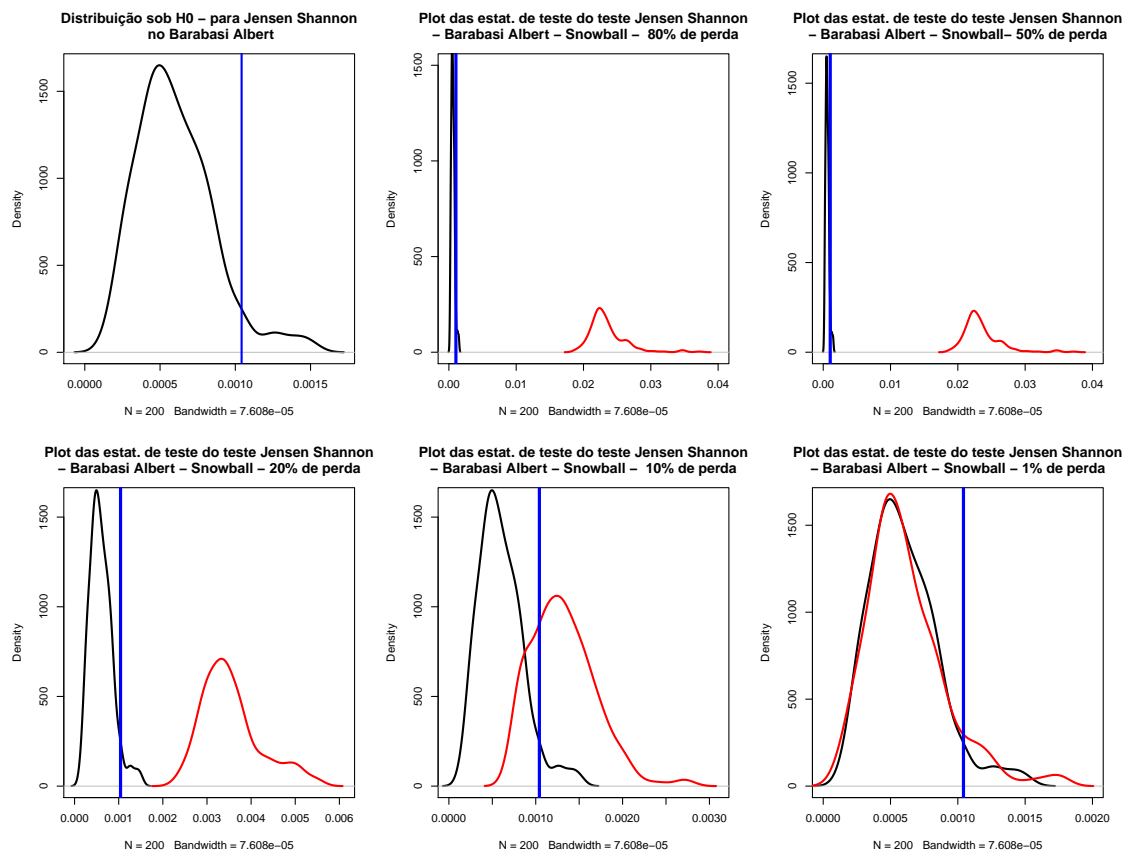 Distribuição sob H0 − para Jensen Shannon
no Barabasi Albert
Density
0
500
1000
1500
0.0000
0.0005
0.0010
0.0015
N = 200 Bandwidth = 7.608e−05
Plot das estat. de teste do teste Jensen Shannon
− Barabasi Albert − Snowball − 80% de perda
Density
0
500
1000
1500
0.00
0.01
0.02
0.03
0.04
N = 200 Bandwidth = 7.608e−05
Plot das estat. de teste do teste Jensen Shannon
− Barabasi Albert − Snowball− 50% de perda
Density
0
500
1000
1500
0.00
0.01
0.02
0.03
0.04
N = 200 Bandwidth = 7.608e−05
Plot das estat. de teste do teste Jensen Shannon
− Barabasi Albert − Snowball − 20% de perda
Density
0
500
1000
1500
0.000
0.001
0.002
0.003
0.004
0.005
0.006
N = 200 Bandwidth = 7.608e−05
Plot das estat. de teste do teste Jensen Shannon
− Barabasi Albert − Snowball − 10% de perda
Density
0
500
1000
1500
0.0000
0.0010
0.0020
0.0030
N = 200 Bandwidth = 7.608e−05
Plot das estat. de teste do teste Jensen Shannon
− Barabasi Albert − Snowball − 1% de perda
Density
0
500
1000
1500
0.0000
0.0005
0.0010
0.0015
0.0020
N = 200 Bandwidth = 7.608e−05